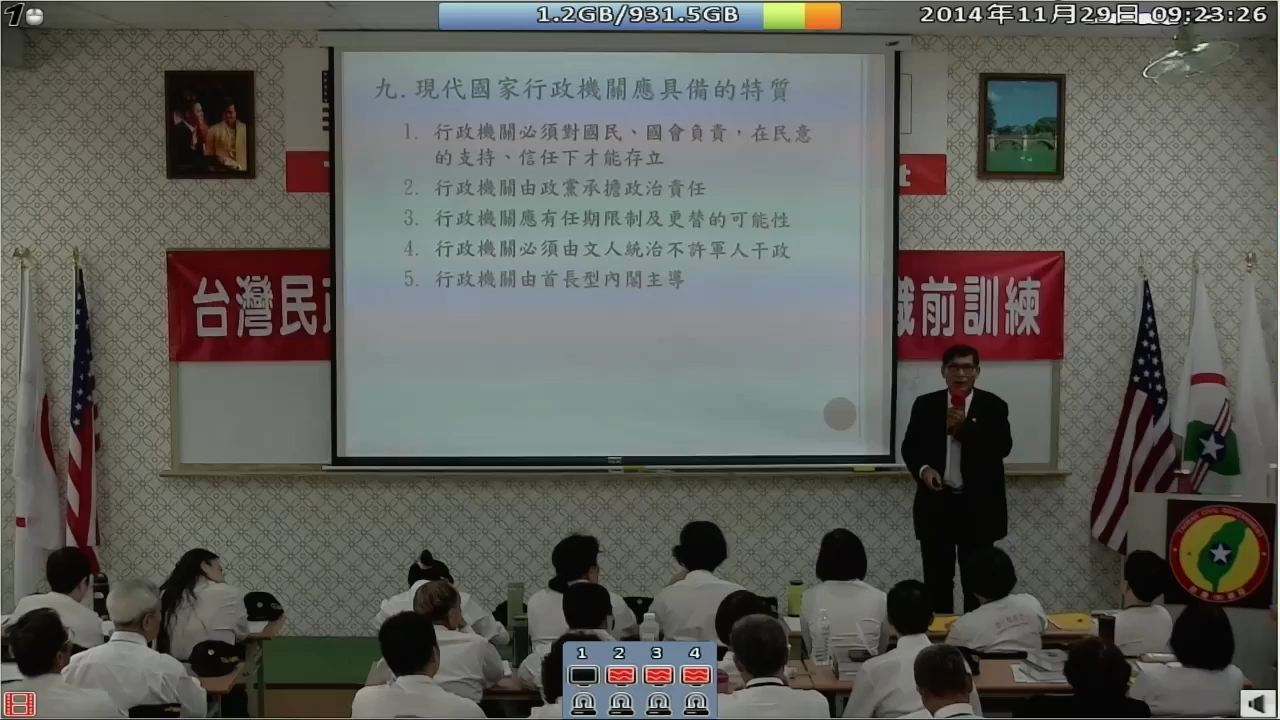 1
1.2GB/931.5GB
2014年11月29日 09:23:26
九.現代國家行政機關應具備的特質
1. 行政機關必須對國民、國會負責，在民意
的支持、信任下才能存立
2. 行政機關由政黨承擔政治責任
3. 行政機關應有任期限制及更替的可能性
4. 行政機關必須由文人統治不許軍人干政
5. 行政機關由首長型內閣主導
t
台灣民政
職前訓練
TAIWAN CIVIL GOVERNMENT
1 2 3 4